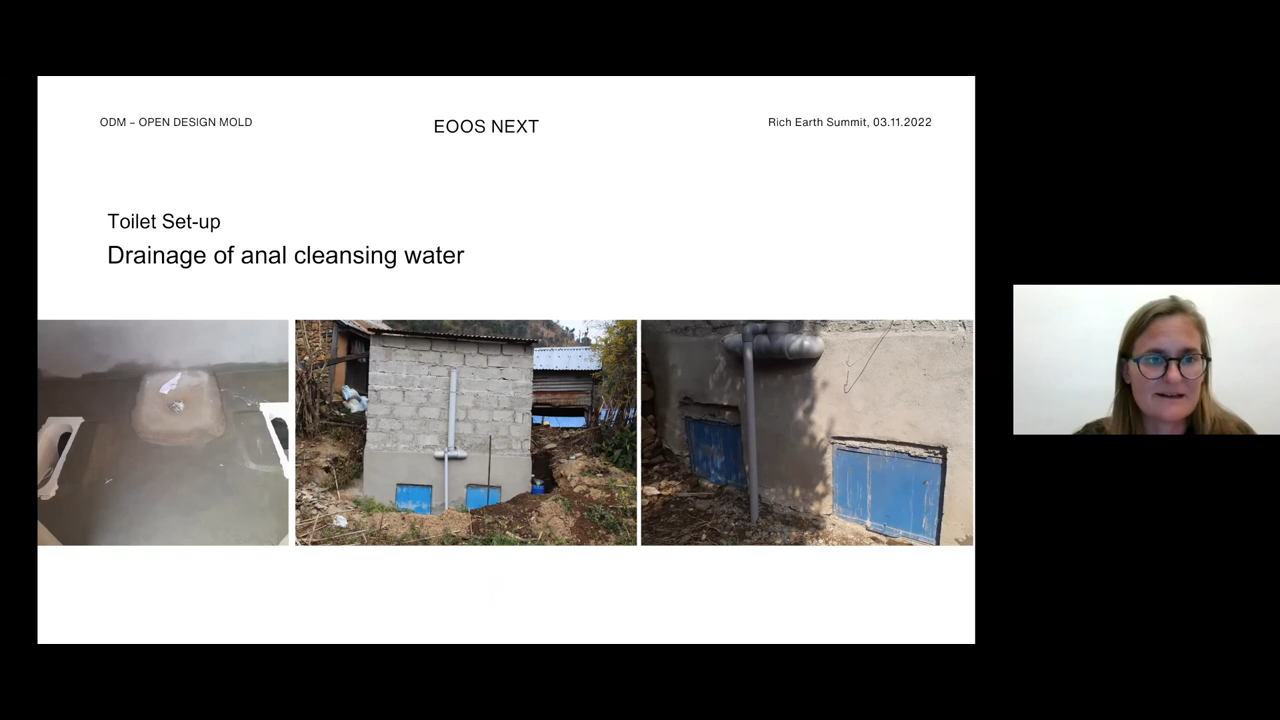 ODM – OPEN DESIGN MOLD
EOOS NEXT
Rich Earth Summit, 03.11.2022
Toilet Set-up
Drainage of anal cleansing water